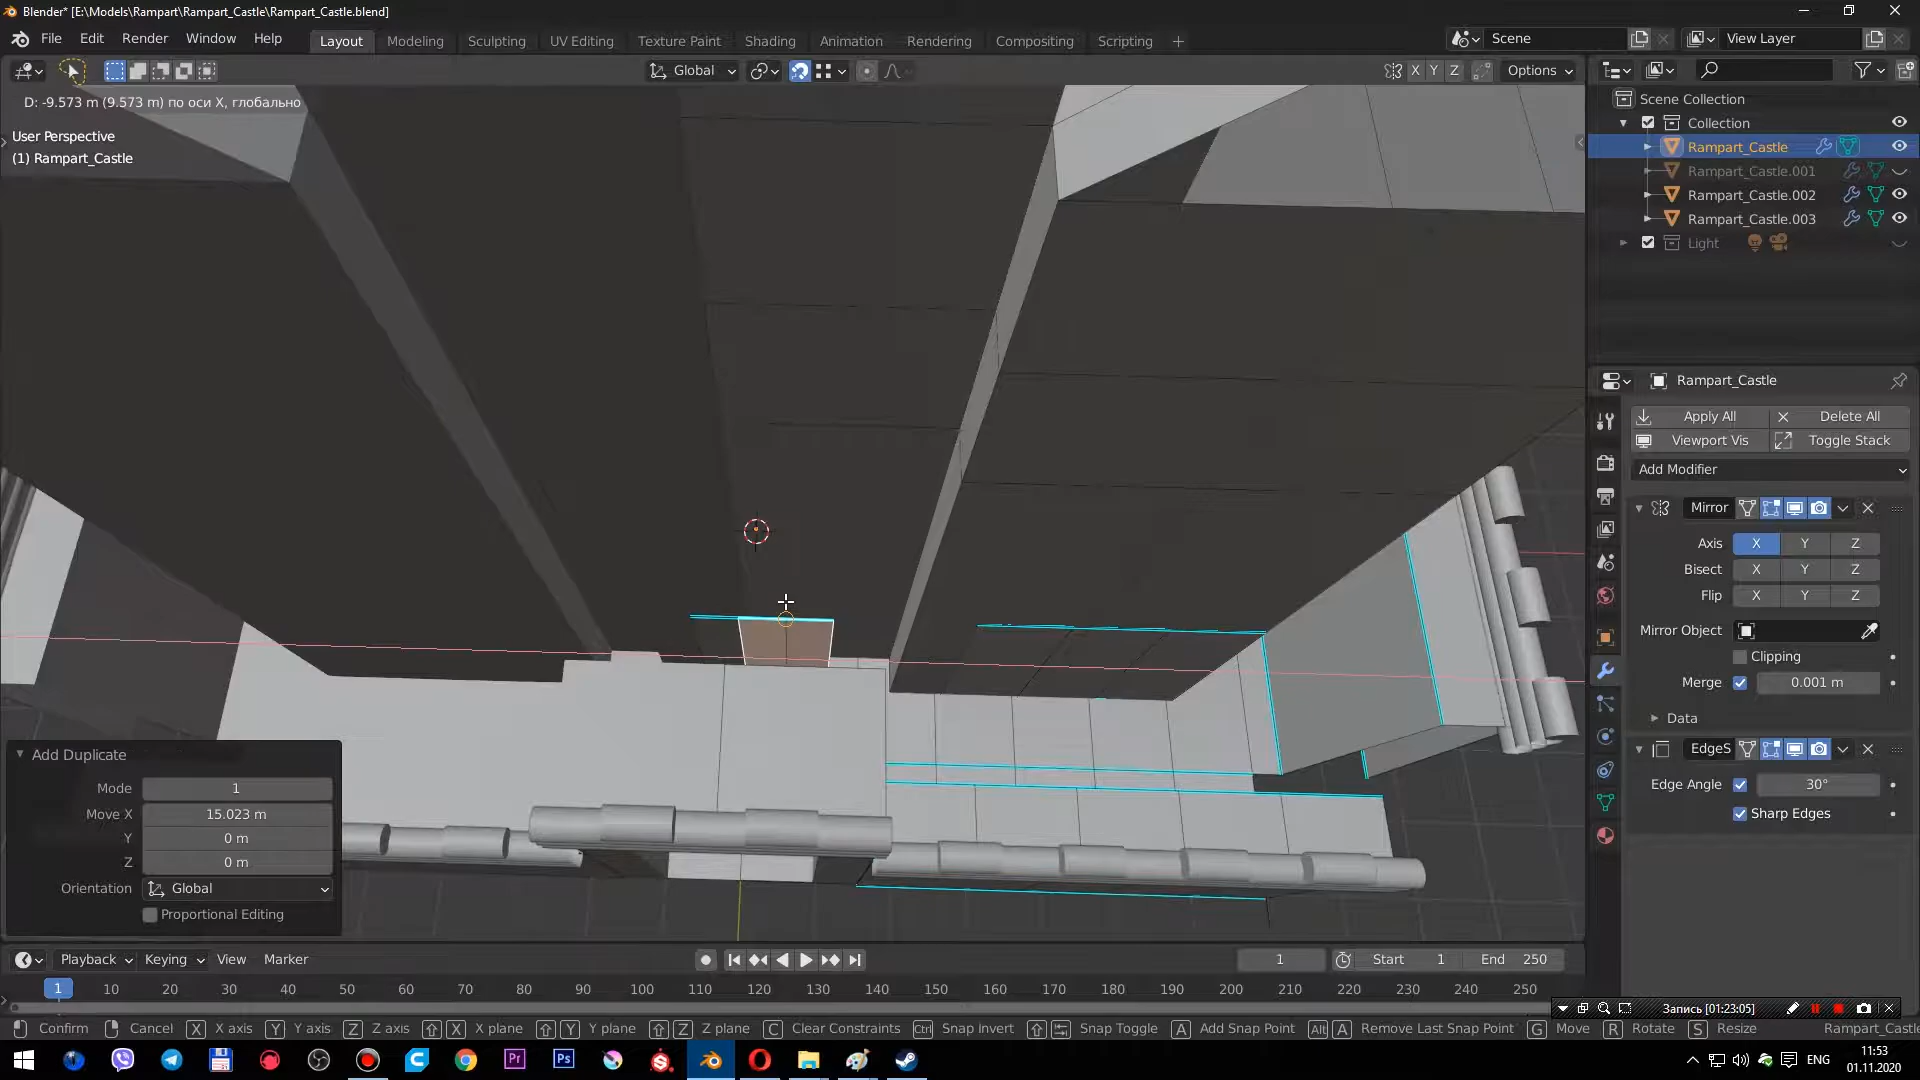 Blender* [E:\Models\Rampart\Rampart_Castle\Rampart_Castle.blend]
File Edit Render Window Help Layout Modeling Sculpting UV Editing Texture Paint Shading Animation Rendering Compositing Scripting + Scene View Layer
Global X Y Z Options
D: -9.573 m (9.573 m) по оси X, глобально
User Perspective
(1) Rampart_Castle
Scene Collection
Collection
Rampart_Castle
Rampart_Castle.001
Rampart_Castle.002
Rampart_Castle.003
Light
Rampart_Castle
Apply All Delete All
Viewport Vis Toggle Stack
Add Modifier
Mirror
Axis X Y Z
Bisect X Y Z
Flip X Y Z
Mirror Object
Clipping
Merge 0.001 m
Data
EdgeS
Edge Angle 30°
Sharp Edges
Add Duplicate
Mode 1
Move X 15.023 m
Y 0 m
Z 0 m
Orientation Global
Proportional Editing
Playback Keying View Marker 1 Start 1 End 250
1 10 20 30 40 50 60 70 80 90 100 110 120 130 140 150 160 170 180 190 200 210 220 230 240 250
Запись [01:23:05]
Confirm Cancel X X axis Y Y axis Z Z axis X X plane Y Y plane Z Z plane C Clear Constraints Ctrl Snap Invert Snap Toggle A Add Snap Point Alt A Remove Last Snap Point G Move R Rotate S Resize Rampart_Castle
Pr Ps ENG
11:53
01.11.2020